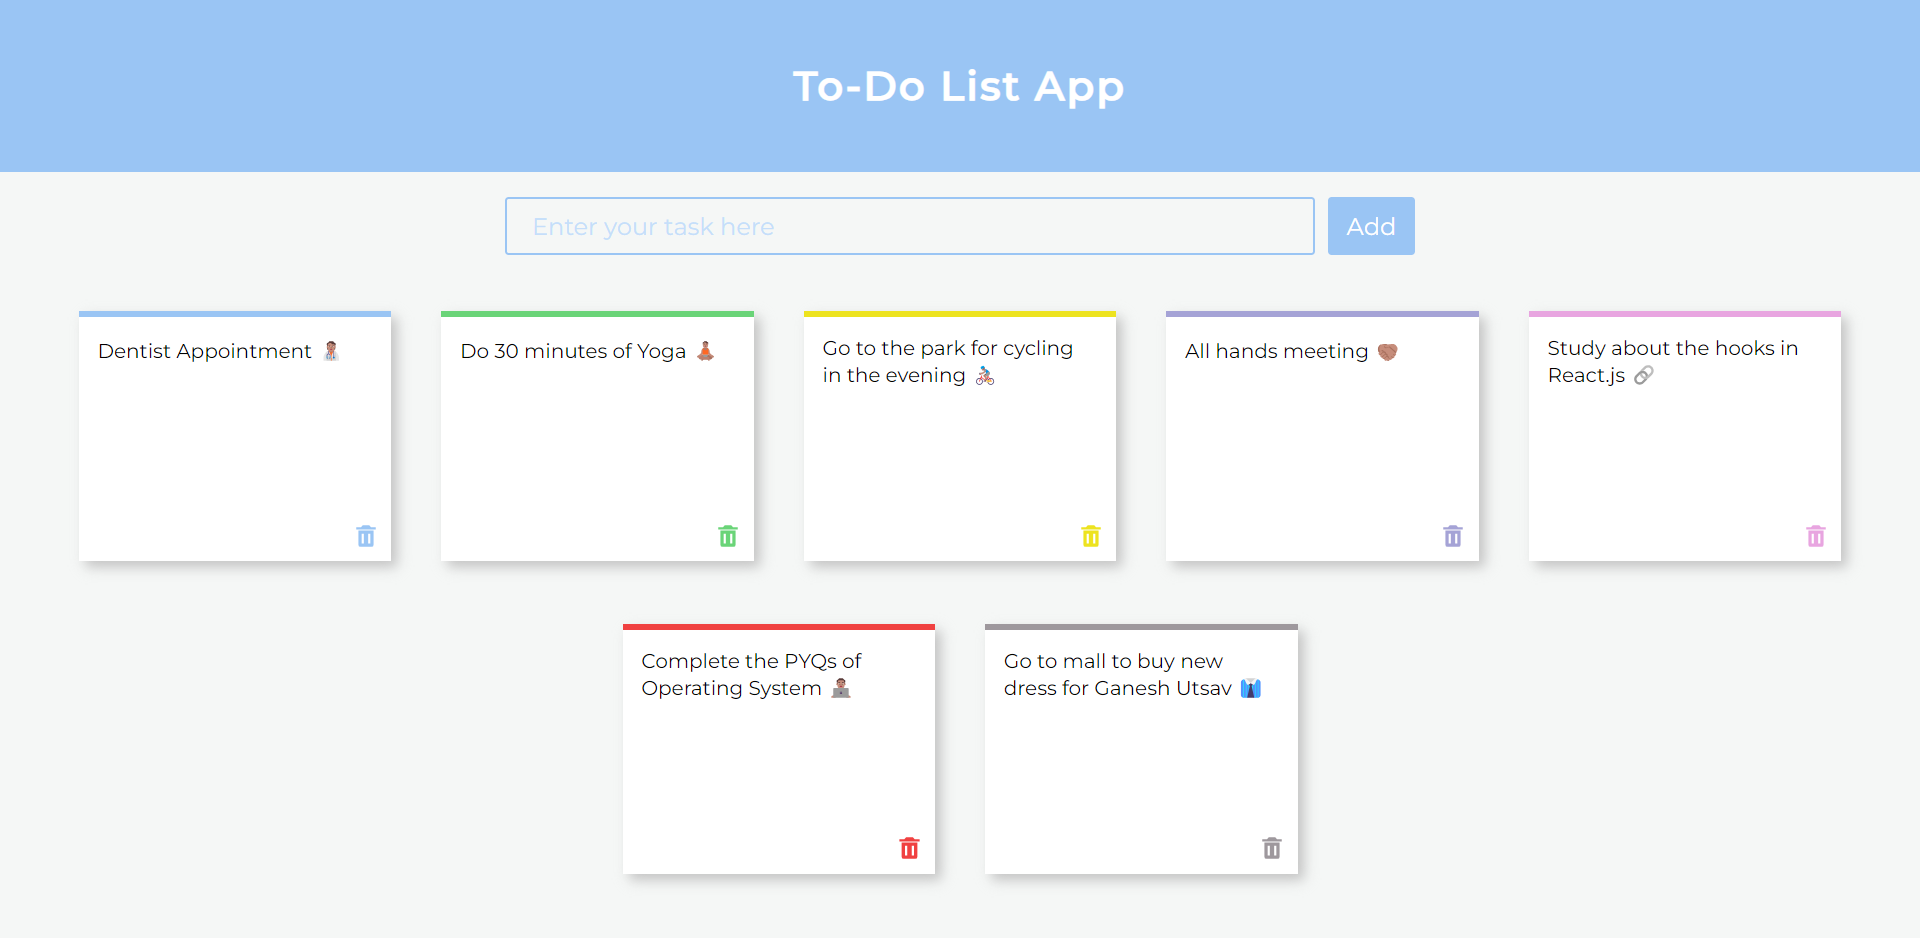 To-Do List App
Enter your task here
Add
Dentist Appointment 👨🏽‍⚕️
Do 30 minutes of Yoga 🧘🏽
Go to the park for cycling
in the evening 🚴🏽
All hands meeting 🤝🏽
Study about the hooks in
React.js 🔗
Complete the PYQs of
Operating System 👨🏽‍💻
Go to mall to buy new
dress for Ganesh Utsav 👔